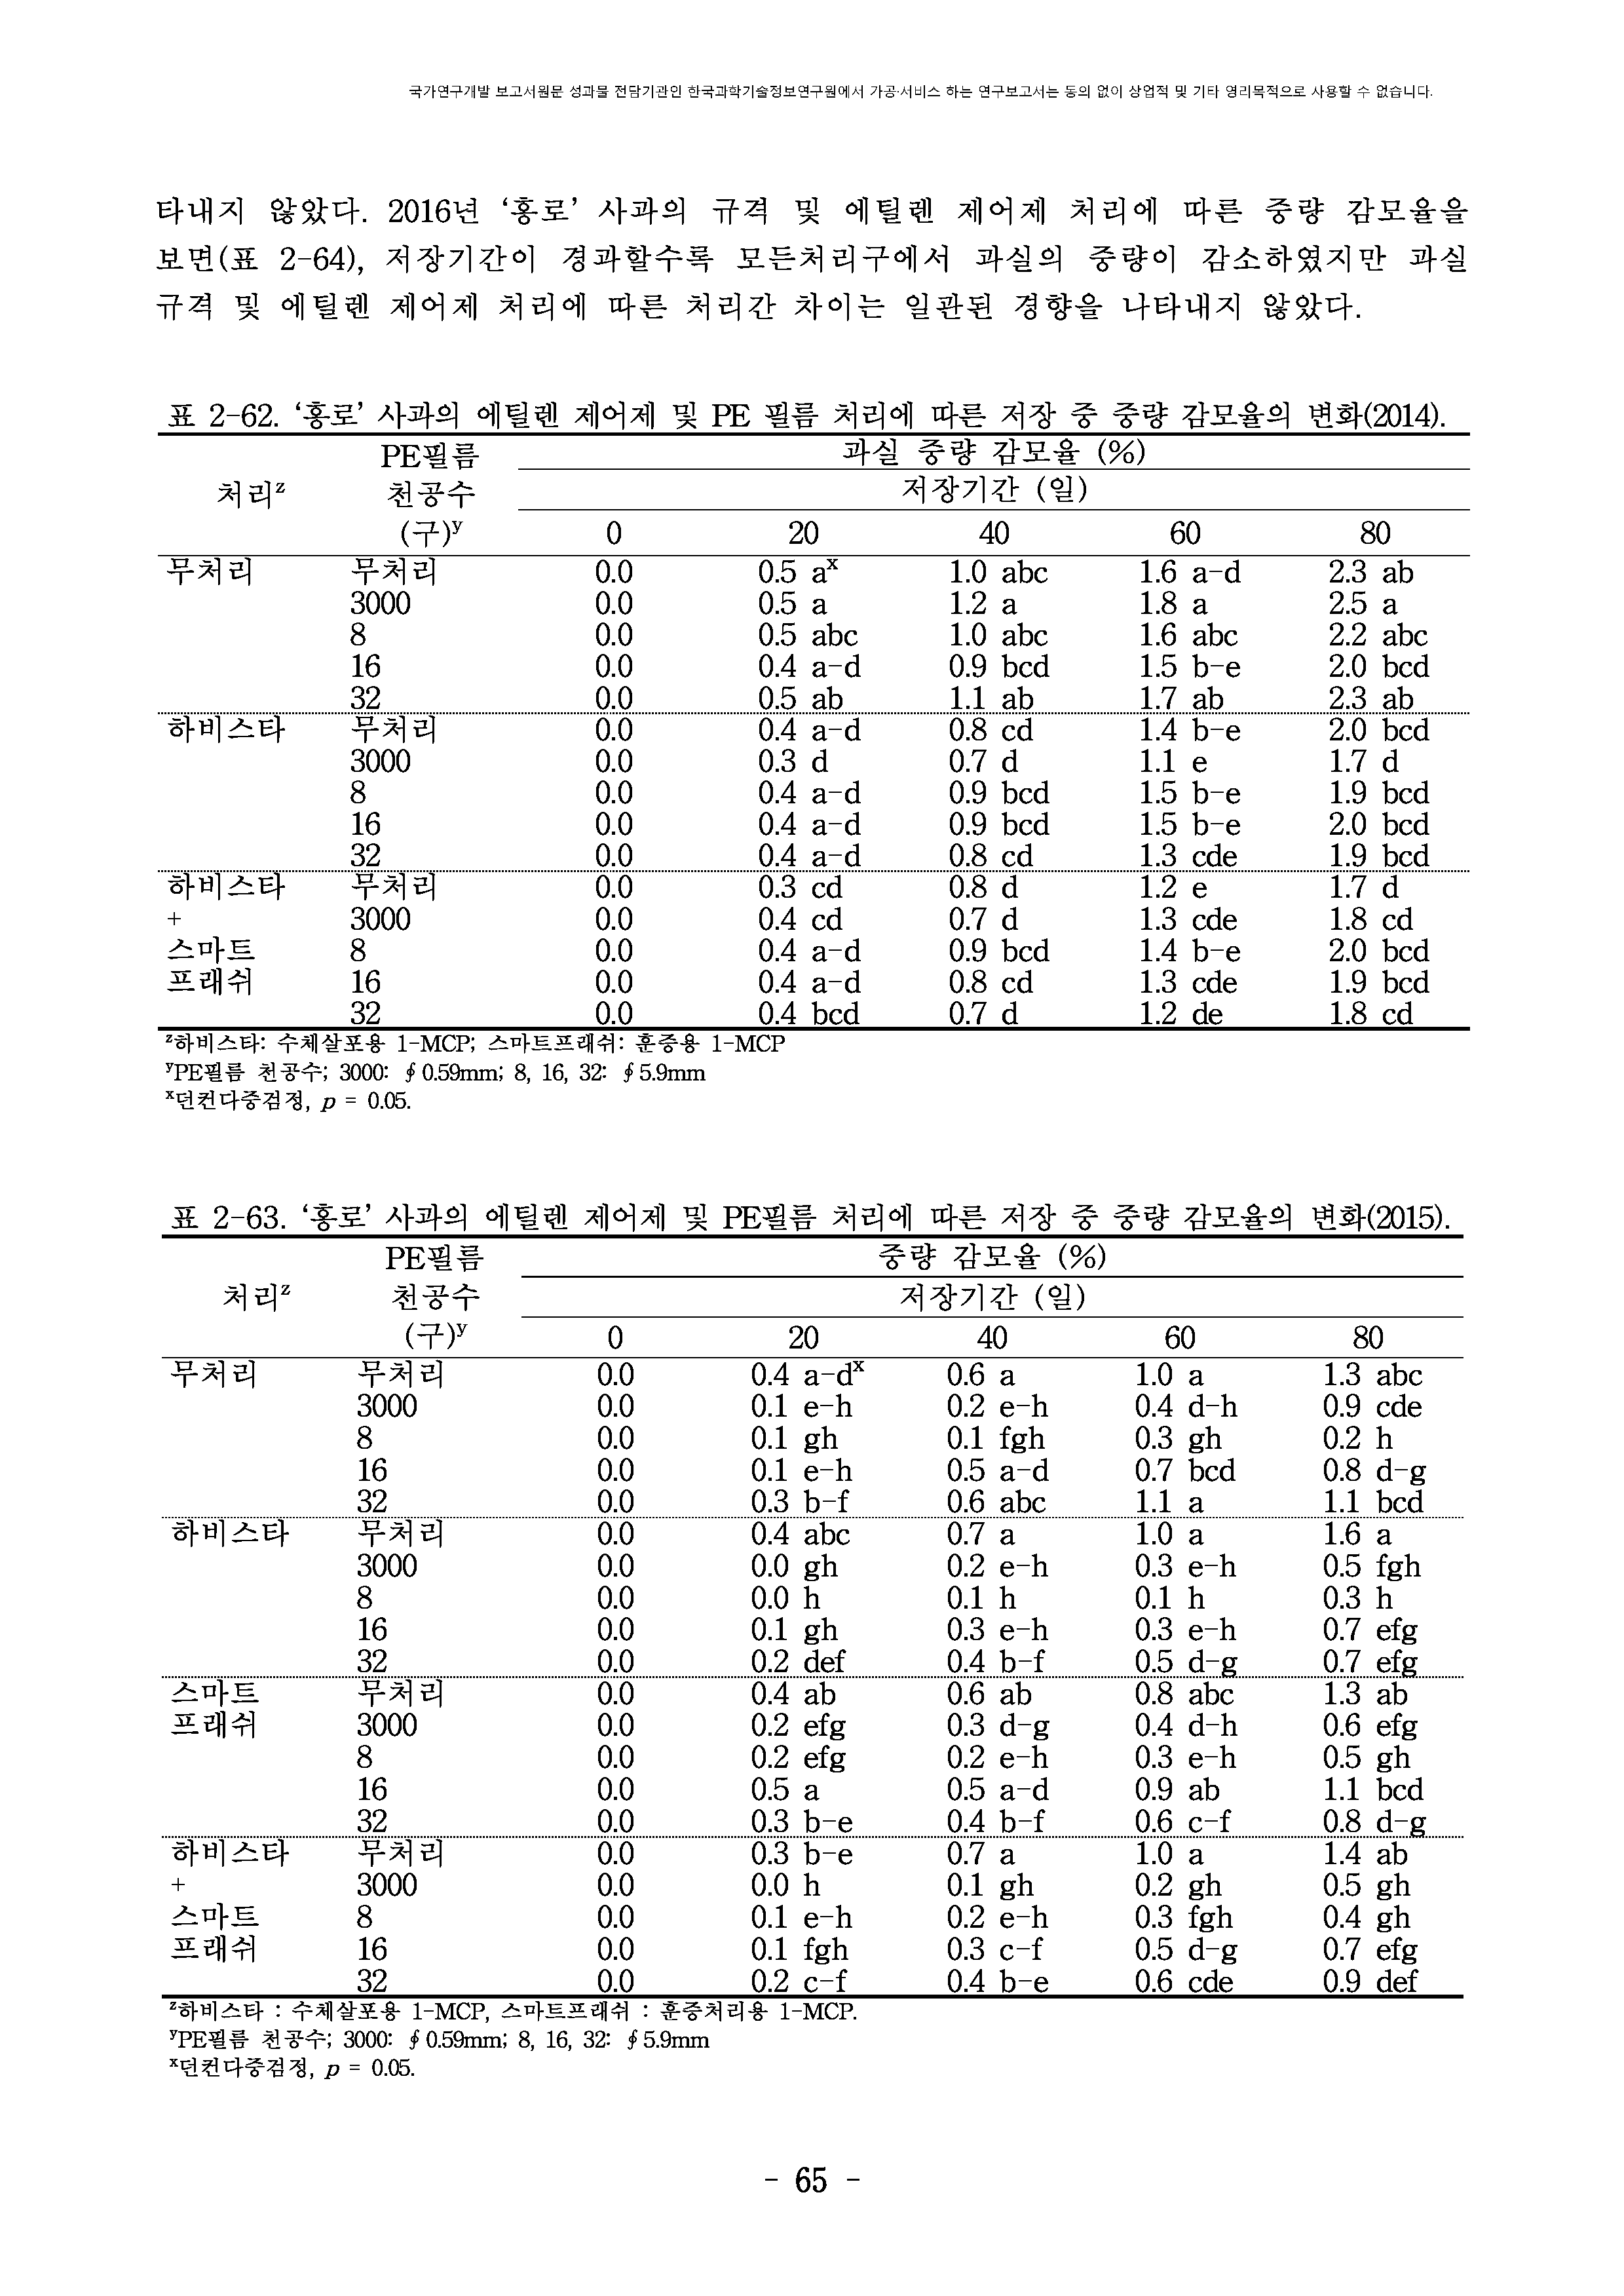 국가연구개발 보고서원문 성과물 전담기관인 한국과학기술정보연구원에서 가공·서비스 하는 연구보고서는 동의 없이 상업적 및 기타 영리목적으로 사용할 수 없습니다.
타내지 않았다. 2016년 ‘홍로’ 사과의 규격 및 에틸렌 제어제 처리에 따른 중량 감모율을
보면(표 2-64), 저장기간이 경과할수록 모든처리구에서 과실의 중량이 감소하였지만 과실
규격 및 에틸렌 제어제 처리에 따른 처리간 차이는 일관된 경향을 나타내지 않았다.
표 2-62. ‘홍로’ 사과의 에틸렌 제어제 및 PE 필름 처리에 따른 저장 중 중량 감모율의 변화(2014).
PE필름 과실 중량 감모율 (%)
처리ᶻ 천공수 저장기간 (일)
(구)ʸ 0 20 40 60 80
무처리 무처리 0.0 0.5 aˣ 1.0 abc 1.6 a-d 2.3 ab
3000 0.0 0.5 a 1.2 a 1.8 a 2.5 a
8 0.0 0.5 abc 1.0 abc 1.6 abc 2.2 abc
16 0.0 0.4 a-d 0.9 bcd 1.5 b-e 2.0 bcd
32 0.0 0.5 ab 1.1 ab 1.7 ab 2.3 ab
하비스타 무처리 0.0 0.4 a-d 0.8 cd 1.4 b-e 2.0 bcd
3000 0.0 0.3 d 0.7 d 1.1 e 1.7 d
8 0.0 0.4 a-d 0.9 bcd 1.5 b-e 1.9 bcd
16 0.0 0.4 a-d 0.9 bcd 1.5 b-e 2.0 bcd
32 0.0 0.4 a-d 0.8 cd 1.3 cde 1.9 bcd
하비스타 무처리 0.0 0.3 cd 0.8 d 1.2 e 1.7 d
+ 3000 0.0 0.4 cd 0.7 d 1.3 cde 1.8 cd
스마트 8 0.0 0.4 a-d 0.9 bcd 1.4 b-e 2.0 bcd
프래쉬 16 0.0 0.4 a-d 0.8 cd 1.3 cde 1.9 bcd
32 0.0 0.4 bcd 0.7 d 1.2 de 1.8 cd
ᶻ하비스타: 수체살포용 1-MCP; 스마트프래쉬: 훈증용 1-MCP
ʸPE필름 천공수; 3000: ∮0.59mm; 8, 16, 32: ∮5.9mm
ˣ던컨다중검정, p = 0.05.
표 2-63. ‘홍로’ 사과의 에틸렌 제어제 및 PE필름 처리에 따른 저장 중 중량 감모율의 변화(2015).
PE필름 중량 감모율 (%)
처리ᶻ 천공수 저장기간 (일)
(구)ʸ 0 20 40 60 80
무처리 무처리 0.0 0.4 a-dˣ 0.6 a 1.0 a 1.3 abc
3000 0.0 0.1 e-h 0.2 e-h 0.4 d-h 0.9 cde
8 0.0 0.1 gh 0.1 fgh 0.3 gh 0.2 h
16 0.0 0.1 e-h 0.5 a-d 0.7 bcd 0.8 d-g
32 0.0 0.3 b-f 0.6 abc 1.1 a 1.1 bcd
하비스타 무처리 0.0 0.4 abc 0.7 a 1.0 a 1.6 a
3000 0.0 0.0 gh 0.2 e-h 0.3 e-h 0.5 fgh
8 0.0 0.0 h 0.1 h 0.1 h 0.3 h
16 0.0 0.1 gh 0.3 e-h 0.3 e-h 0.7 efg
32 0.0 0.2 def 0.4 b-f 0.5 d-g 0.7 efg
스마트 무처리 0.0 0.4 ab 0.6 ab 0.8 abc 1.3 ab
프래쉬 3000 0.0 0.2 efg 0.3 d-g 0.4 d-h 0.6 efg
8 0.0 0.2 efg 0.2 e-h 0.3 e-h 0.5 gh
16 0.0 0.5 a 0.5 a-d 0.9 ab 1.1 bcd
32 0.0 0.3 b-e 0.4 b-f 0.6 c-f 0.8 d-g
하비스타 무처리 0.0 0.3 b-e 0.7 a 1.0 a 1.4 ab
+ 3000 0.0 0.0 h 0.1 gh 0.2 gh 0.5 gh
스마트 8 0.0 0.1 e-h 0.2 e-h 0.3 fgh 0.4 gh
프래쉬 16 0.0 0.1 fgh 0.3 c-f 0.5 d-g 0.7 efg
32 0.0 0.2 c-f 0.4 b-e 0.6 cde 0.9 def
ᶻ하비스타 : 수체살포용 1-MCP, 스마트프래쉬 : 훈증처리용 1-MCP.
ʸPE필름 천공수; 3000: ∮0.59mm; 8, 16, 32: ∮5.9mm
ˣ던컨다중검정, p = 0.05.
- 65 -